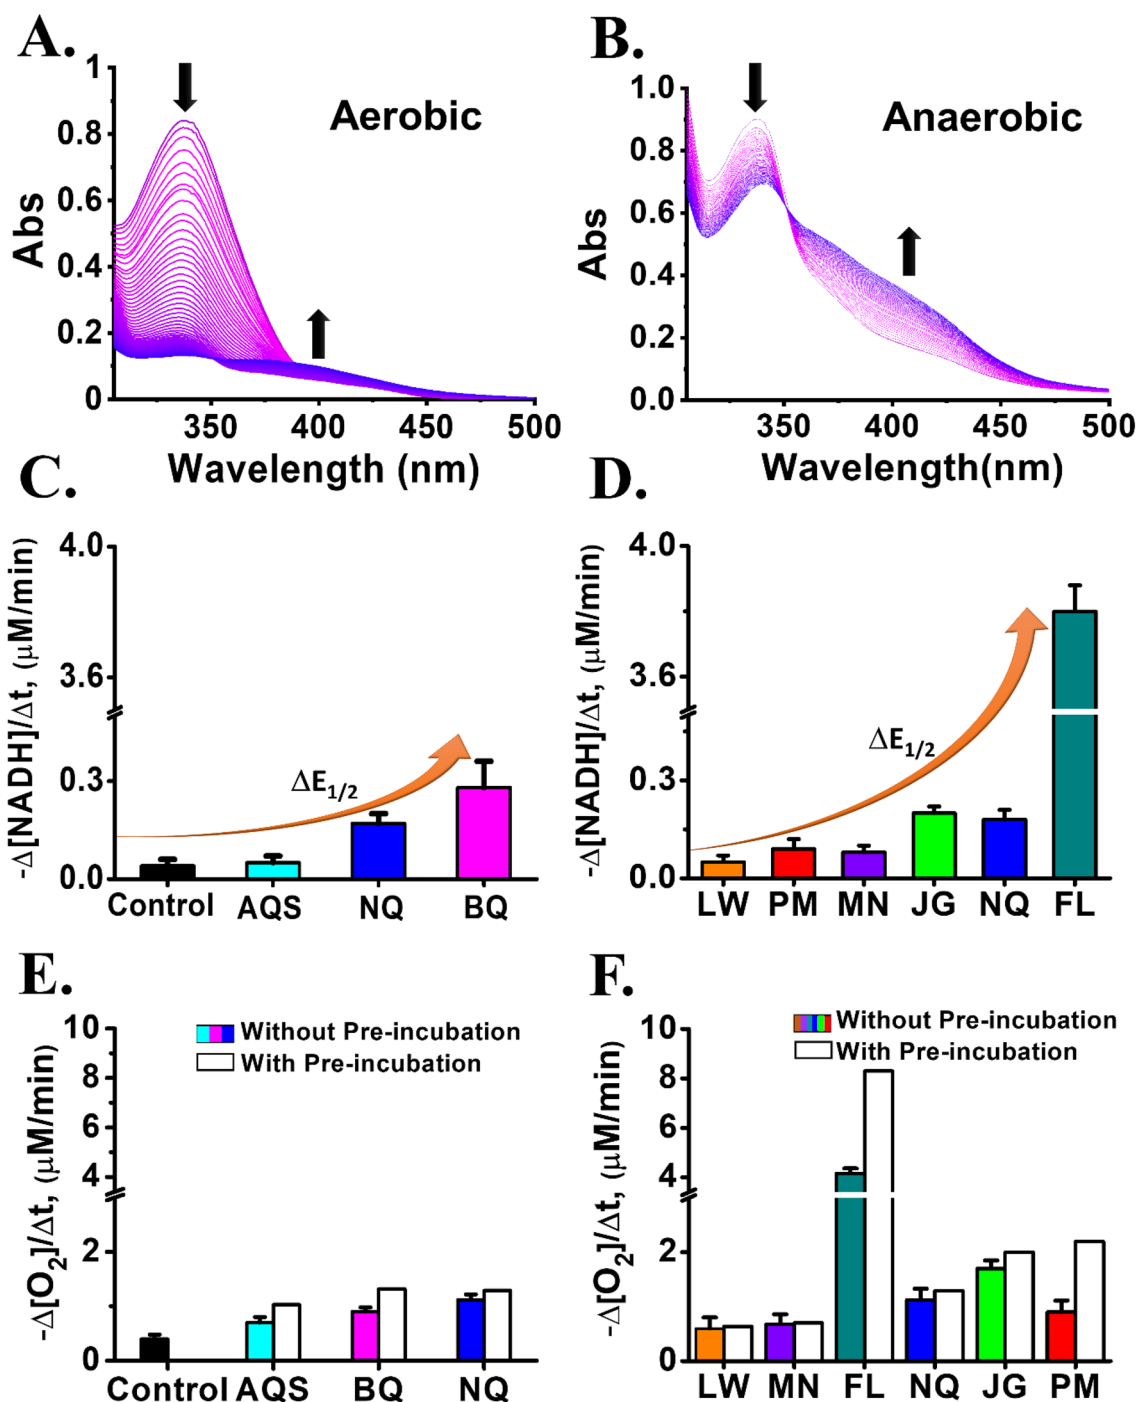 A.
Aerobic
Abs
1
0.8
0.6
0.4
0.2
0
350
400
450
500
Wavelength (nm)
B.
Anaerobic
Abs
1.0
0.8
0.6
0.4
0.2
0.0
350
400
450
500
Wavelength(nm)
C.
-Δ[NADH]/Δt, (μM/min)
4.0
3.6
0.3
0.0
ΔE1/2
Control
AQS
NQ
BQ
D.
-Δ[NADH]/Δt, (μM/min)
4.0
3.6
0.3
0.0
ΔE1/2
LW
PM
MN
JG
NQ
FL
E.
Without Pre-incubation
With Pre-incubation
-Δ[O2]/Δt, (μM/min)
10
8
6
4
2
0
Control
AQS
BQ
NQ
F.
Without Pre-incubation
With Pre-incubation
-Δ[O2]/Δt, (μM/min)
10
8
6
4
2
0
LW
MN
FL
NQ
JG
PM